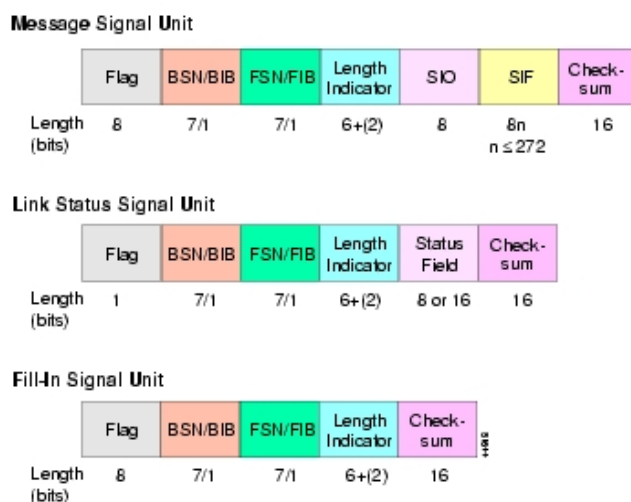 Message Signal Unit
Flag BSN/BIB FSN/FIB Length Indicator SIO SIF Check-sum
Length (bits) 8 7/1 7/1 6+(2) 8 8n n ≤ 272 16
Link Status Signal Unit
Flag BSN/BIB FSN/FIB Length Indicator Status Field Check-sum
Length (bits) 1 7/1 7/1 6+(2) 8 or 16 16
Fill-In Signal Unit
Flag BSN/BIB FSN/FIB Length Indicator Check-sum
Length (bits) 8 7/1 7/1 6+(2) 16